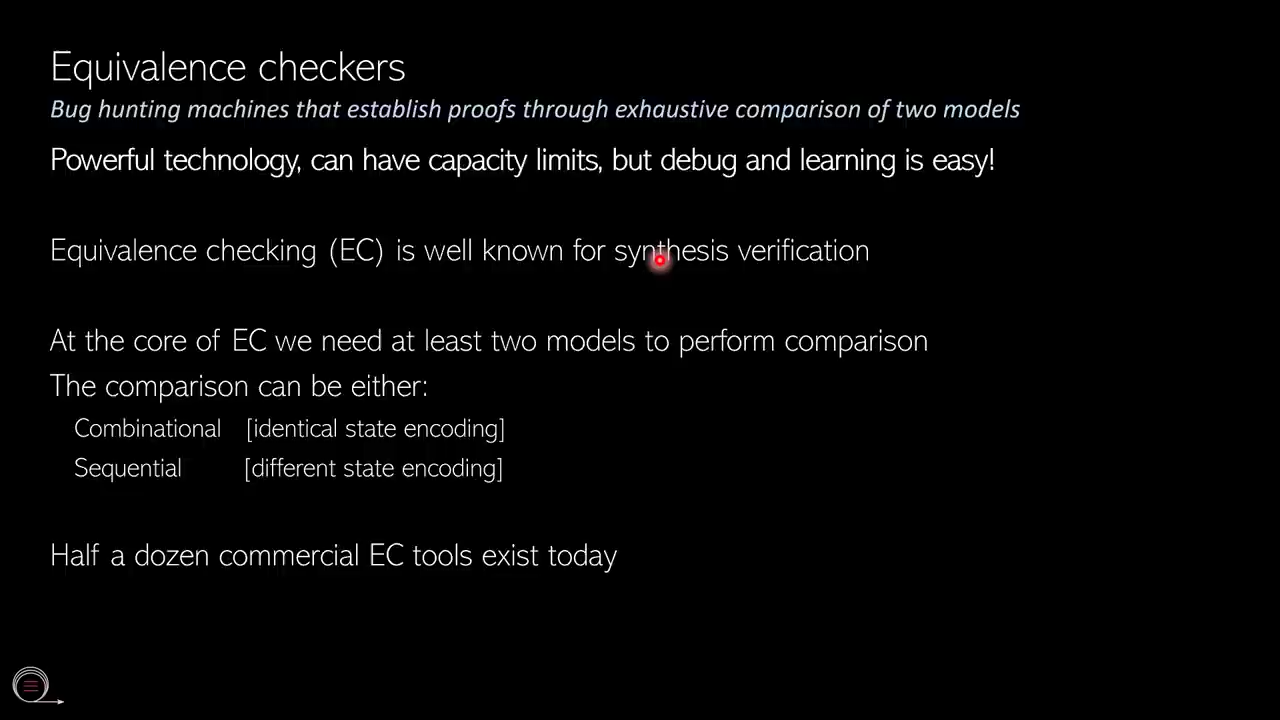 Equivalence checkers
Bug hunting machines that establish proofs through exhaustive comparison of two models
Powerful technology, can have capacity limits, but debug and learning is easy!
Equivalence checking (EC) is well known for synthesis verification
At the core of EC we need at least two models to perform comparison
The comparison can be either:
Combinational [identical state encoding]
Sequential [different state encoding]
Half a dozen commercial EC tools exist today